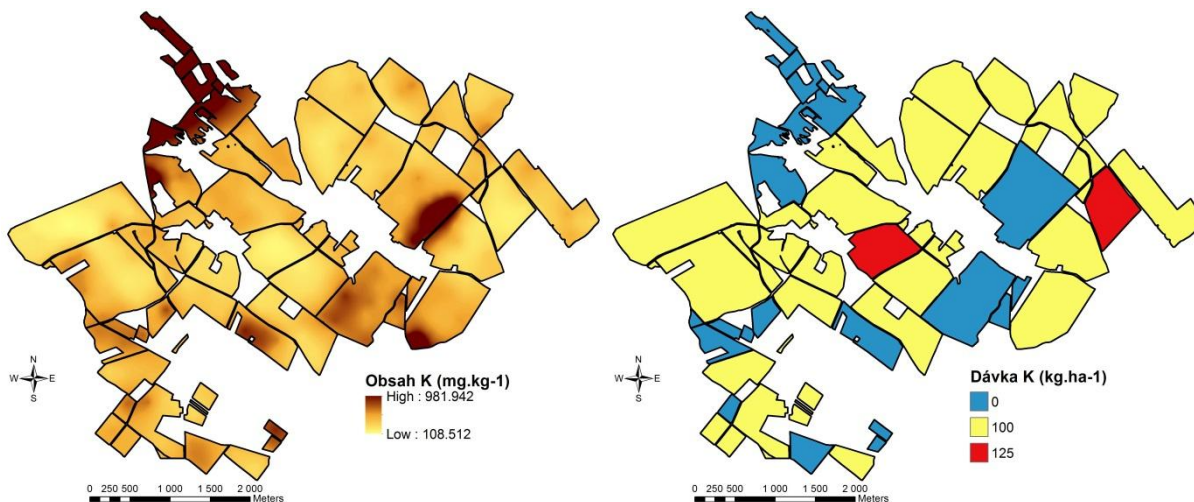 N
W E
S
Obsah K (mg.kg-1)
High : 981.942
Low : 108.512
0 250 500 1 000 1 500 2 000
Meters
N
W E
S
Dávka K (kg.ha-1)
0
100
125
0 250 500 1 000 1 500 2 000
Meters